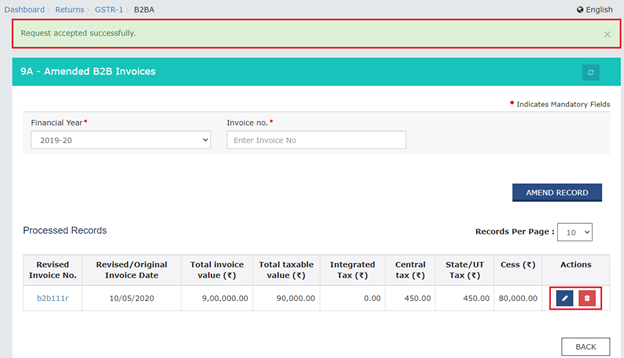 Dashboard › Returns › GSTR-1 › B2BA English
Request accepted successfully. ×
9A - Amended B2B Invoices
• Indicates Mandatory Fields
Financial Year• Invoice no. •
2019-20 Enter Invoice No
AMEND RECORD
Processed Records Records Per Page : 10
Revised Invoice No. Revised/Original Invoice Date Total invoice value (₹) Total taxable value (₹) Integrated Tax (₹) Central tax (₹) State/UT Tax (₹) Cess (₹) Actions
b2b111r 10/05/2020 9,00,000.00 90,000.00 0.00 450.00 450.00 80,000.00
BACK